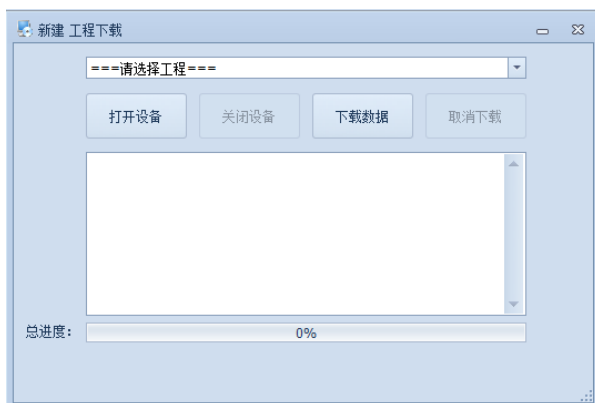 新建 工程下载
===请选择工程===
打开设备 关闭设备 下载数据 取消下载
总进度： 0%